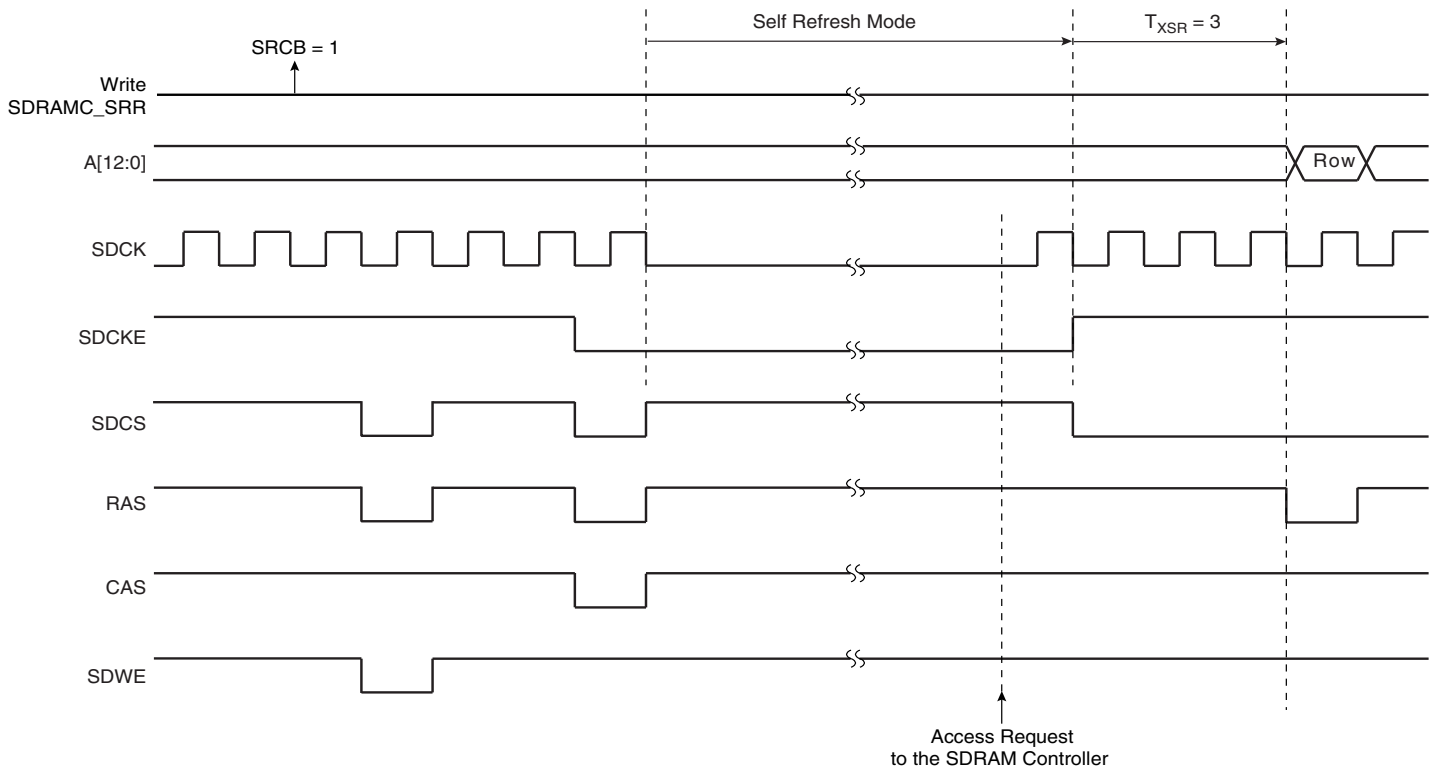 Self Refresh Mode
TXSR = 3
SRCB = 1
Write
SDRAMC_SRR
A[12:0]
Row
SDCK
SDCKE
SDCS
RAS
CAS
SDWE
Access Request
to the SDRAM Controller